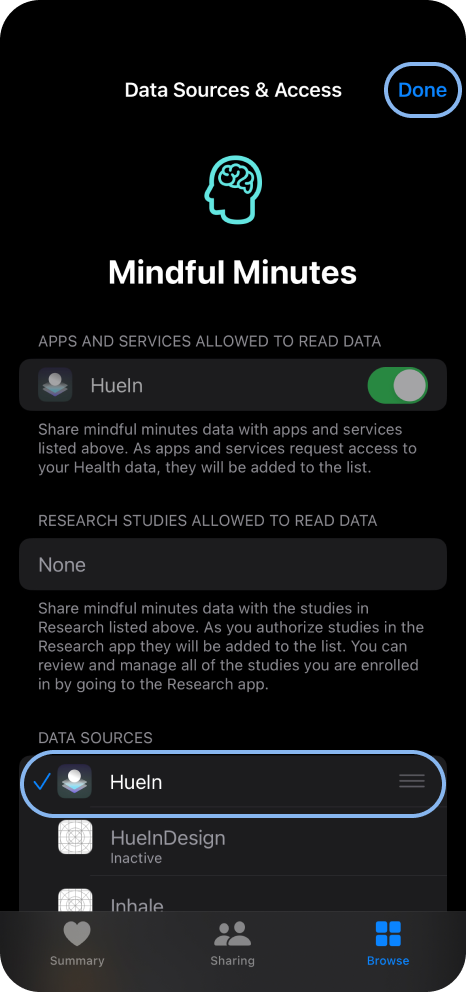 Data Sources & Access
Done
Mindful Minutes
APPS AND SERVICES ALLOWED TO READ DATA
HueIn
Share mindful minutes data with apps and services
listed above. As apps and services request access to
your Health data, they will be added to the list.
RESEARCH STUDIES ALLOWED TO READ DATA
None
Share mindful minutes data with the studies in
Research listed above. As you authorize studies in the
Research app they will be added to the list. You can
review and manage all of the studies you are enrolled
in by going to the Research app.
DATA SOURCES
HueIn
HueInDesign
Inactive
Inhale
Summary
Sharing
Browse